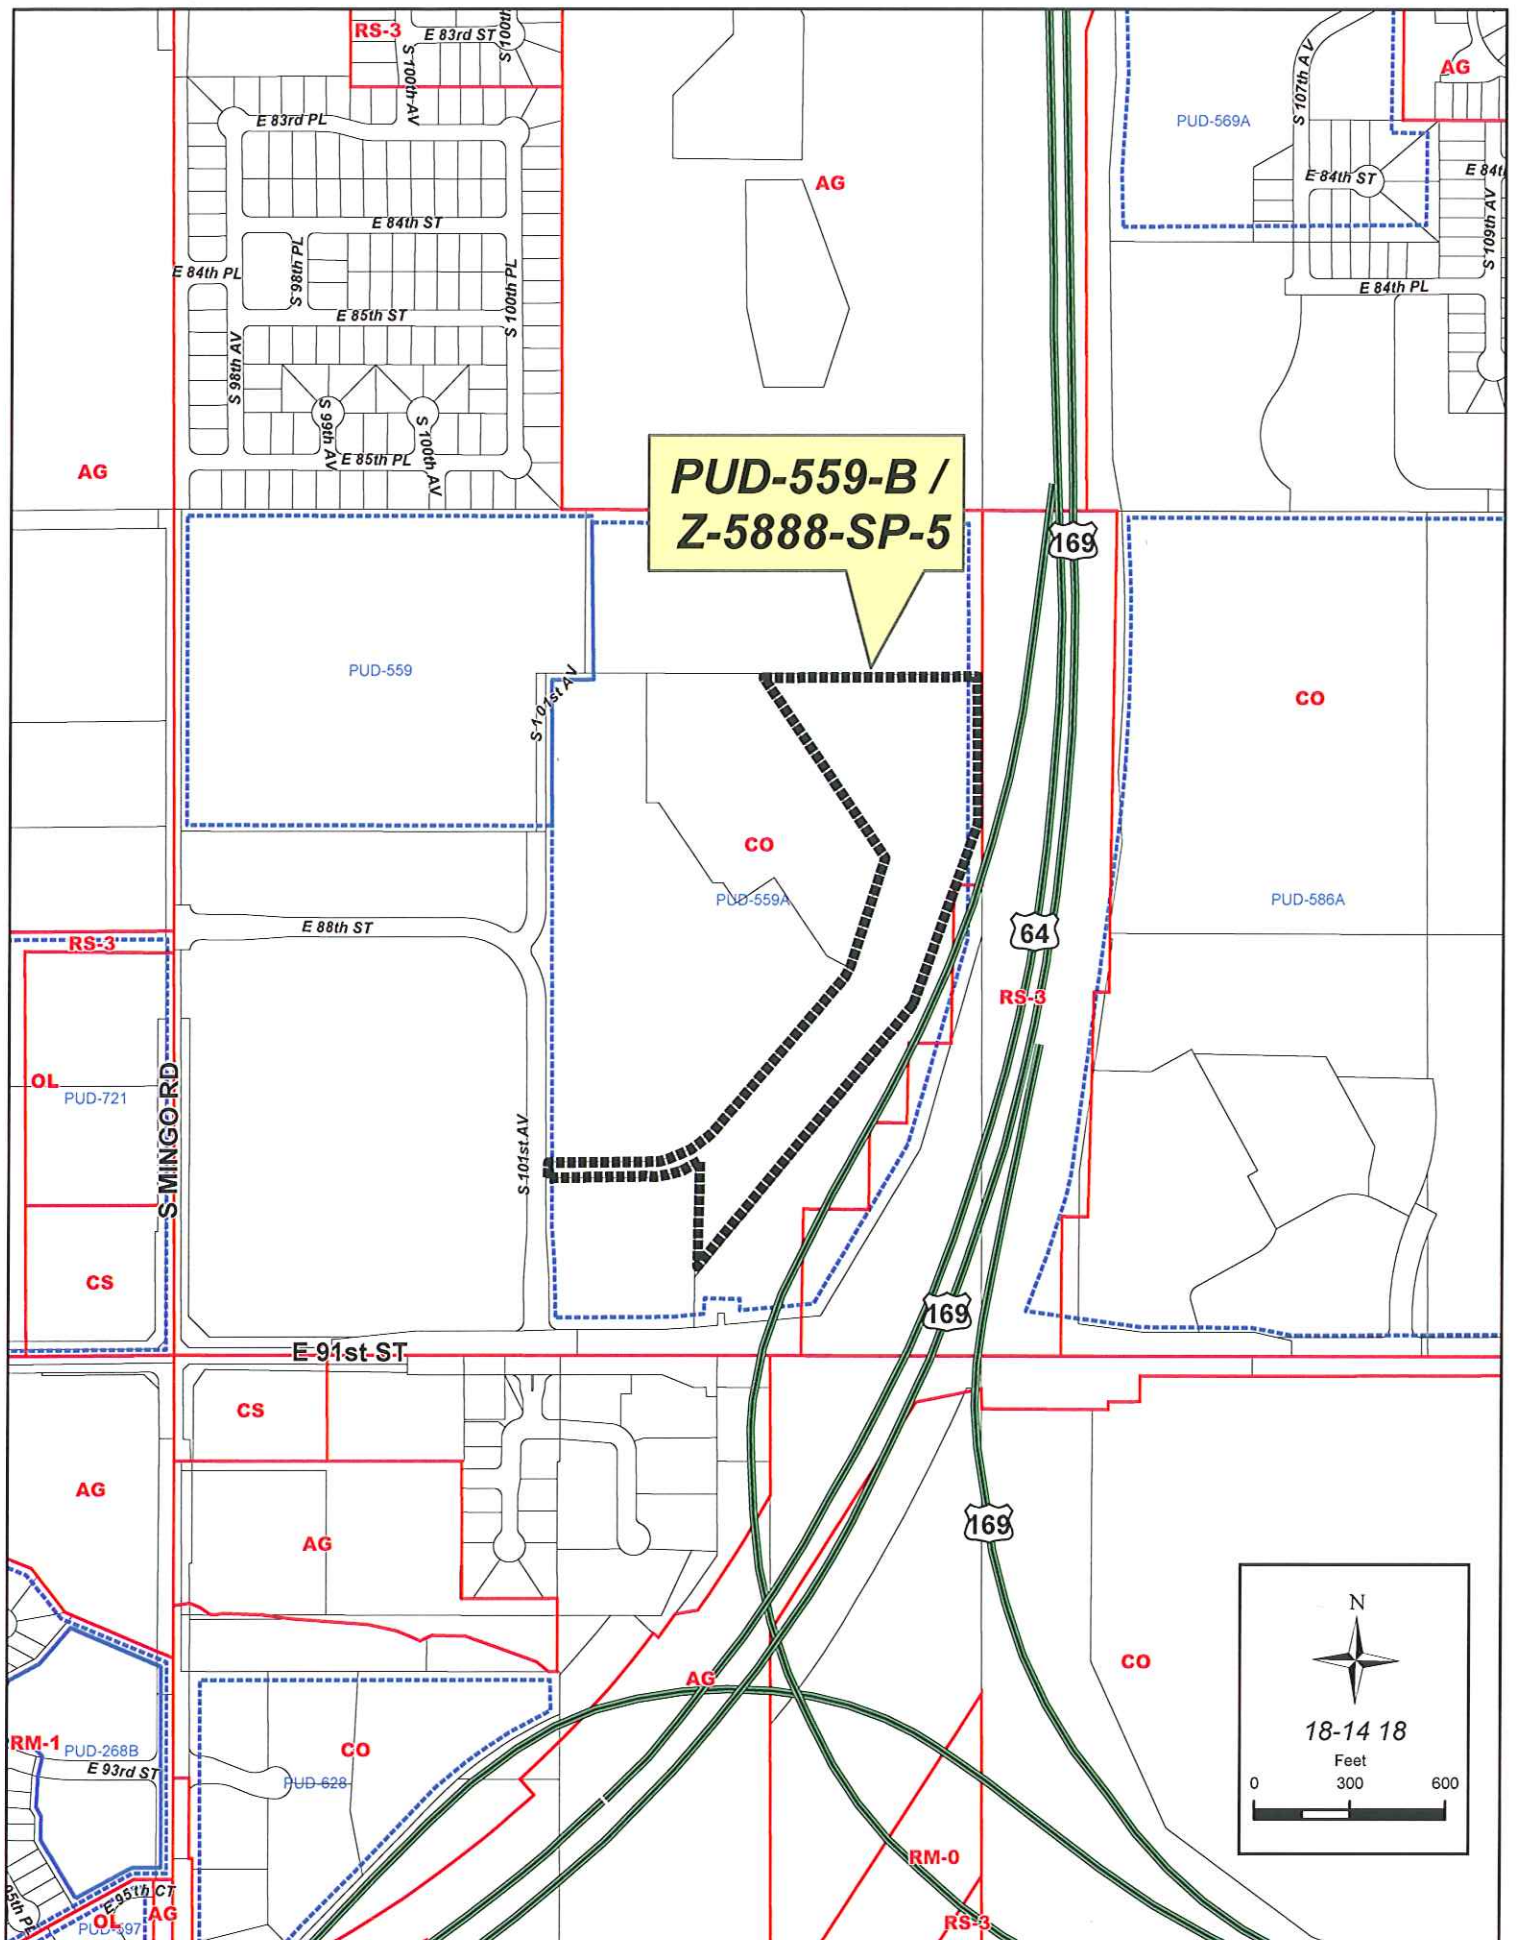 RS-3
E 83rd ST
S 100th
S 100th AV
E 83rd PL
S 107th AV
AG
PUD-569A
E 84th ST
E 84th
AG
E 84th ST
S 98th PL
S 109th AV
E 84th PL
S 100th PL
E 84th PL
E 85th ST
S 98th AV
S 99th AV
S 100th AV
E 85th PL
AG
PUD-559-B /
Z-5888-SP-5
169
PUD-559
S 101st AV
CO
CO
PUD-559A
PUD-586A
E 88th ST
64
RS-3
RS-3
OL
PUD-721
S MINGO RD
S 101st AV
CS
169
E 91st ST
CS
AG
AG
169
N
CO
AG
18-14 18
Feet
0 300 600
RM-1
PUD-268B
CO
E 93rd ST
PUD-628
RM-0
95th PL
E 95th CT
OL
AG
PUD-597
RS-3